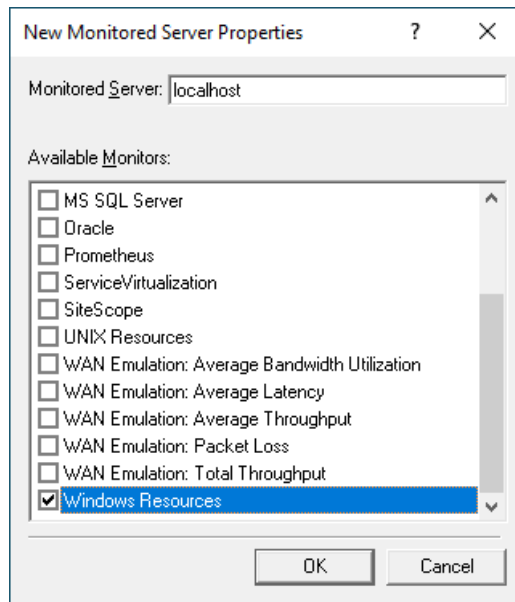 New Monitored Server Properties ? ×
Monitored Server: localhost
Available Monitors:
MS SQL Server
Oracle
Prometheus
ServiceVirtualization
SiteScope
UNIX Resources
WAN Emulation: Average Bandwidth Utilization
WAN Emulation: Average Latency
WAN Emulation: Average Throughput
WAN Emulation: Packet Loss
WAN Emulation: Total Throughput
Windows Resources
OK Cancel